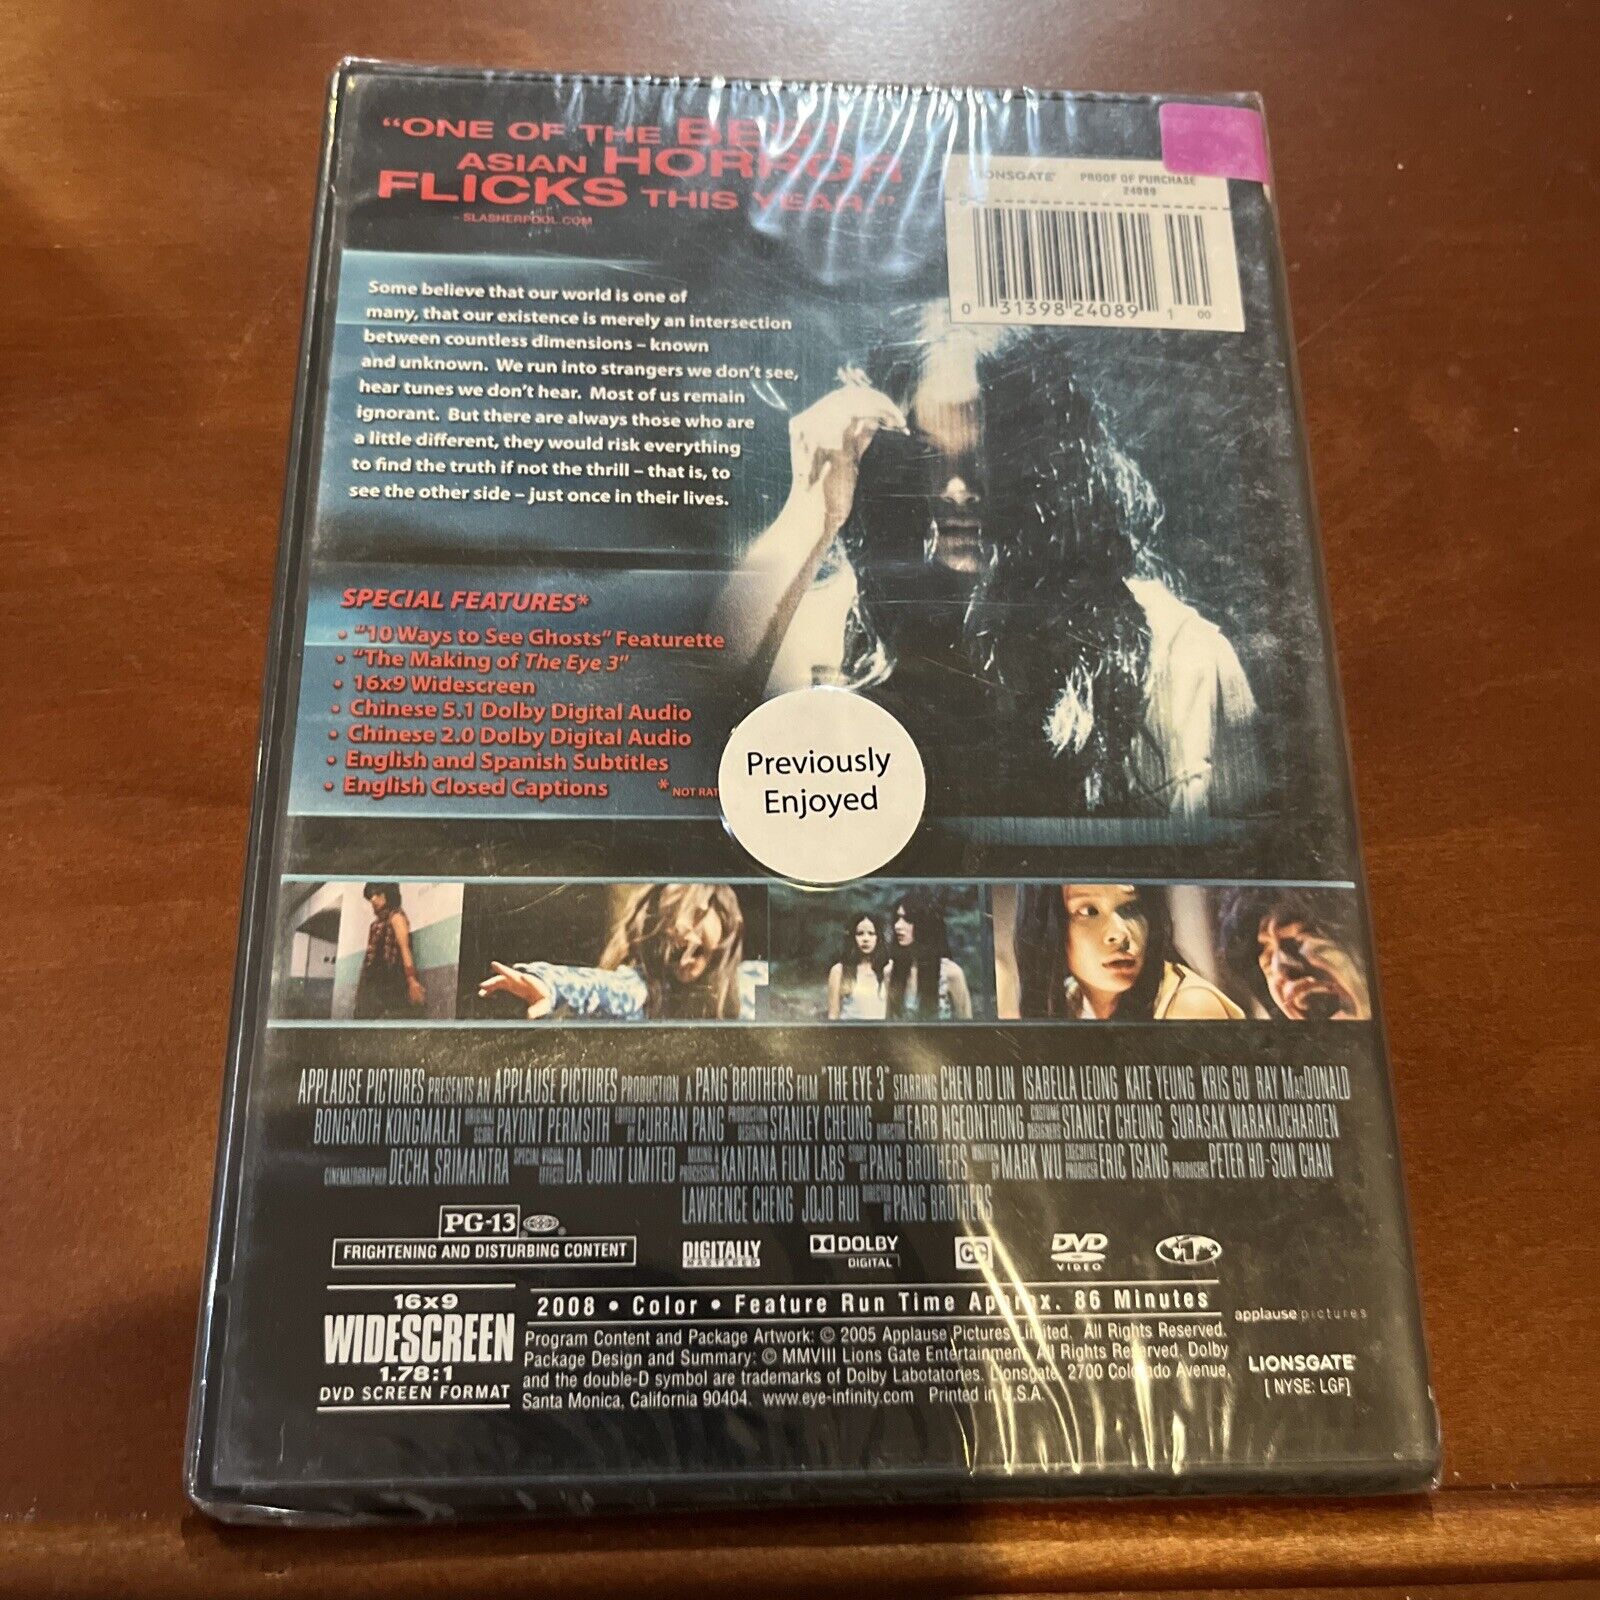 "ONE OF THE BEST
ASIAN HORROR
FLICKS THIS YEAR."
- SLASHERPOOL.COM
LIONSGATE PROOF OF PURCHASE
24089
0 31398 24089 1 00
Some believe that our world is one of
many, that our existence is merely an intersection
between countless dimensions – known
and unknown. We run into strangers we don't see,
hear tunes we don't hear. Most of us remain
ignorant. But there are always those who are
a little different, they would risk everything
to find the truth if not the thrill – that is, to
see the other side – just once in their lives.
SPECIAL FEATURES*
• "10 Ways to See Ghosts" Featurette
• "The Making of The Eye 3"
• 16x9 Widescreen
• Chinese 5.1 Dolby Digital Audio
• Chinese 2.0 Dolby Digital Audio
• English and Spanish Subtitles
• English Closed Captions
* NOT RAT
Previously
Enjoyed
APPLAUSE PICTURES PRESENTS AN APPLAUSE PICTURES PRODUCTION A PANG BROTHERS FILM "THE EYE 3" STARRING CHEN BO LIN ISABELLA LEONG KATE YEUNG KRIS GU RAY MACDONALD
BONGKOTH KONGMALAI ORIGINAL SCORE PAYONT PERMSITH EDITED BY CURRAN PANG PRODUCTION DESIGNER STANLEY CHEUNG ART DIRECTOR EARB NGEONTHONG COSTUME DESIGNERS STANLEY CHEUNG SURASAK WARAKIJCHAROEN
CINEMATOGRAPHER DECHA SRIMANTRA SPECIAL VISUAL EFFECTS DA JOINT LIMITED MIXING & PROCESSING KANTANA FILM LABS STORY BY PANG BROTHERS WRITTEN BY MARK WU EXECUTIVE PRODUCER ERIC TSANG PRODUCERS PETER HO-SUN CHAN
LAWRENCE CHENG JOJO HUI DIRECTED BY PANG BROTHERS
PG-13
FRIGHTENING AND DISTURBING CONTENT
DIGITALLY
MASTERED
DOLBY
DIGITAL
CC
DVD
VIDEO
1
16x9
WIDESCREEN
1.78:1
DVD SCREEN FORMAT
2008 • Color • Feature Run Time Approx. 86 Minutes
Program Content and Package Artwork: © 2005 Applause Pictures Limited. All Rights Reserved.
Package Design and Summary: © MMVIII Lions Gate Entertainment. All Rights Reserved. Dolby
and the double-D symbol are trademarks of Dolby Labotatories. Lionsgate, 2700 Colorado Avenue,
Santa Monica, California 90404. www.eye-infinity.com Printed in U.S.A.
applause pictures
LIONSGATE
[ NYSE: LGF]